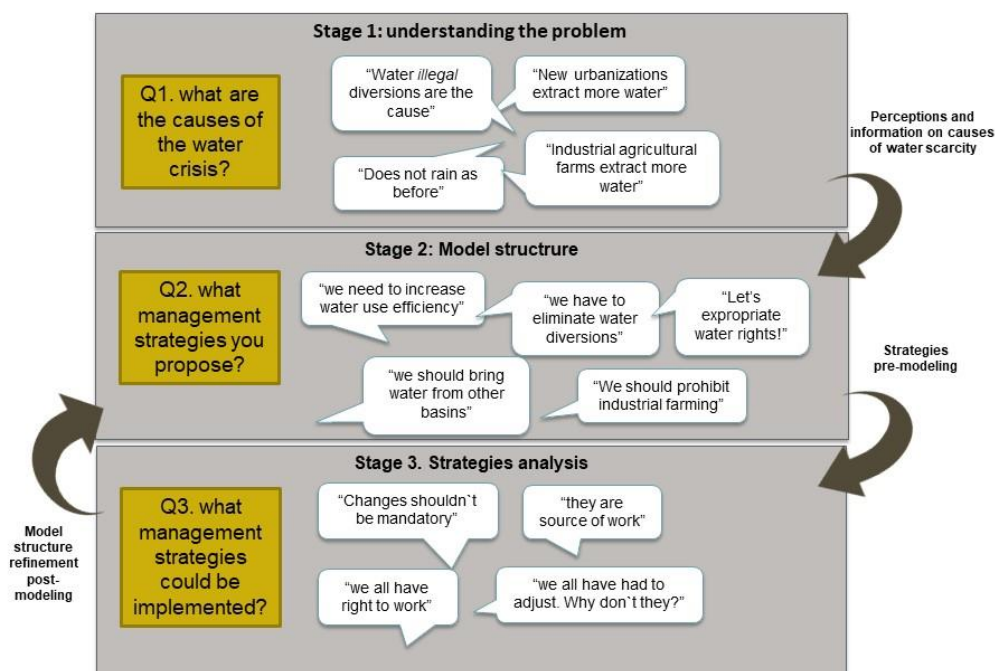 Stage 1: understanding the problem
Q1. what are
the causes of
the water
crisis?
“Water illegal
diversions are the
cause”
“New urbanizations
extract more water”
“Does not rain as
before”
“Industrial agricultural
farms extract more
water”
Perceptions and
information on causes
of water scarcity
Stage 2: Model structrure
Q2. what
management
strategies you
propose?
“we need to increase
water use efficiency”
“we have to
eliminate water
diversions”
“Let’s
expropriate
water rights!”
“we should bring
water from other
basins”
“We should prohibit
industrial farming”
Strategies
pre-modeling
Stage 3. Strategies analysis
Q3. what
management
strategies
could be
implemented?
“Changes shouldn`t
be mandatory”
“they are
source of work”
“we all have
right to work”
“we all have had to
adjust. Why don`t they?”
Model
structure
refinement
post-
modeling